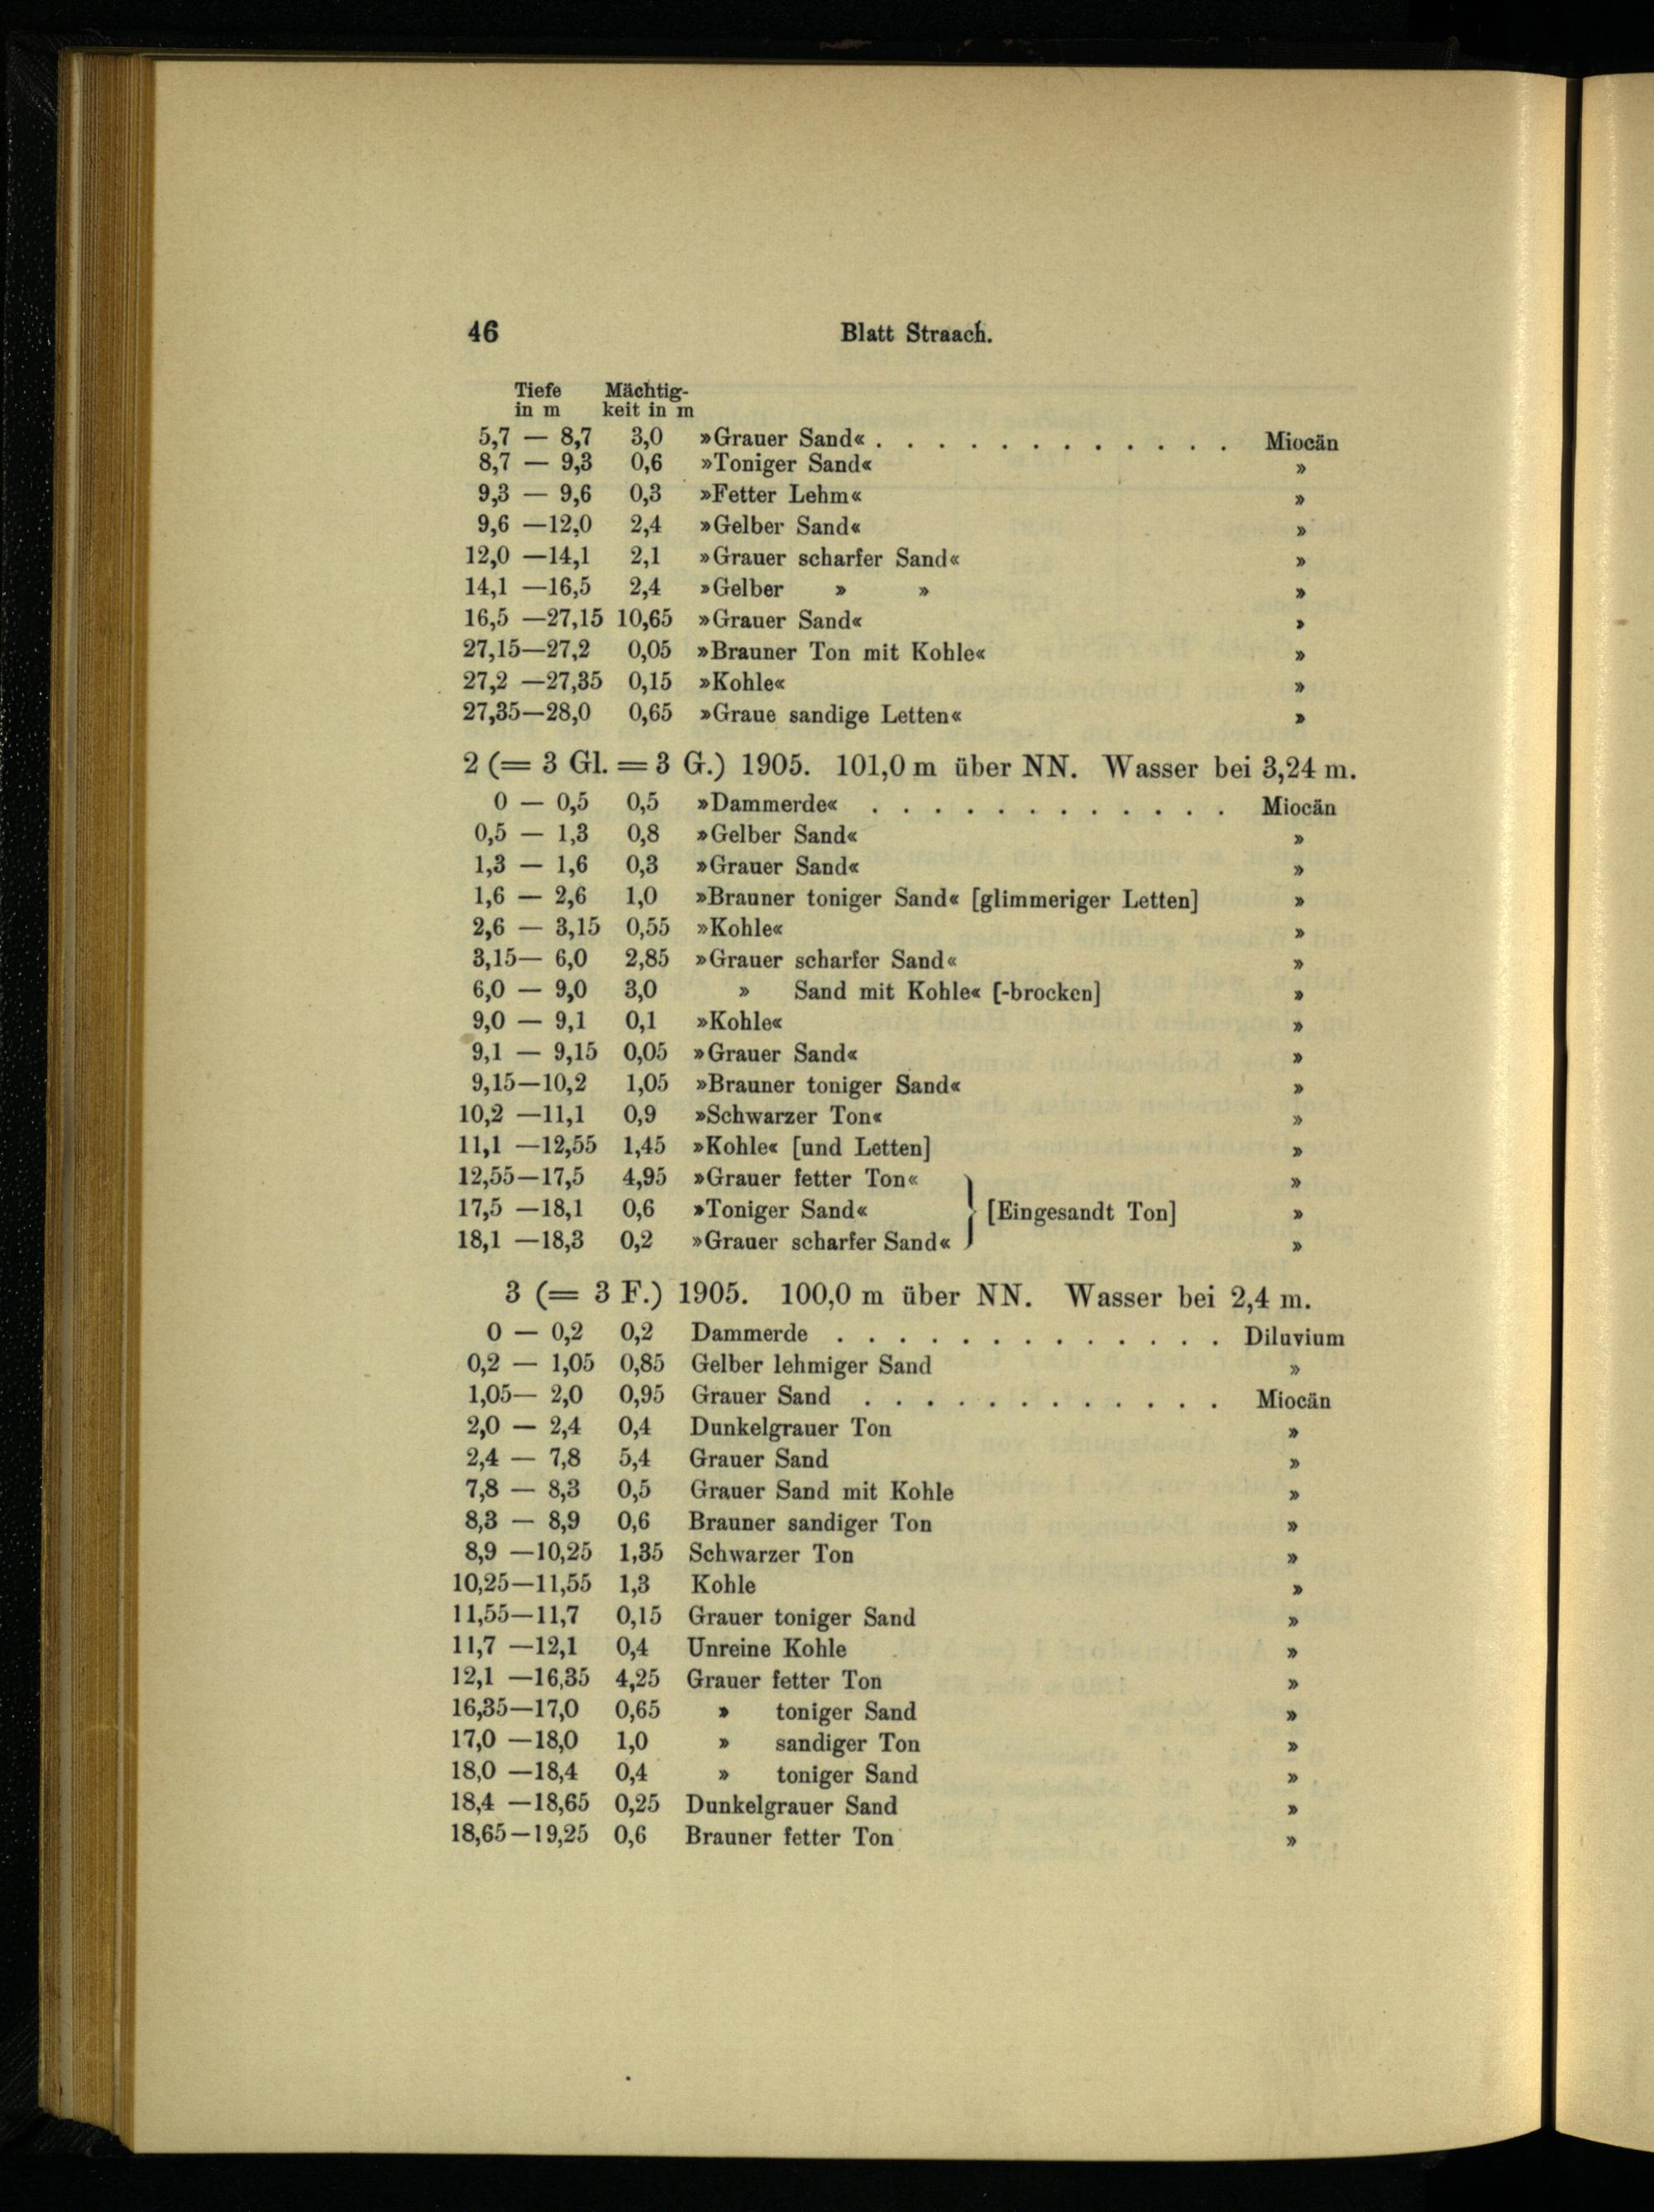 46 Blatt Straach.
Tiefe Mächtig-
in m keit in m
5,7 — 8,7 3,0 »Grauer Sand« . . . . . . . . . . . . Miocän
8,7 — 9,3 0,6 »Toniger Sand« »
9,3 — 9,6 0,3 »Fetter Lehm« »
9,6 —12,0 2,4 »Gelber Sand« »
12,0 —14,1 2,1 »Grauer scharfer Sand« »
14,1 —16,5 2,4 »Gelber » » »
16,5 —27,15 10,65 »Grauer Sand« »
27,15—27,2 0,05 »Brauner Ton mit Kohle« »
27,2 —27,35 0,15 »Kohle« »
27,35—28,0 0,65 »Graue sandige Letten« »
2 (= 3 Gl. = 3 G.) 1905. 101,0 m über NN. Wasser bei 3,24 m.
0 — 0,5 0,5 »Dammerde« . . . . . . . . . . . . Miocän
0,5 — 1,3 0,8 »Gelber Sand« »
1,3 — 1,6 0,3 »Grauer Sand« »
1,6 — 2,6 1,0 »Brauner toniger Sand« [glimmeriger Letten] »
2,6 — 3,15 0,55 »Kohle« »
3,15— 6,0 2,85 »Grauer scharfer Sand« »
6,0 — 9,0 3,0 » Sand mit Kohle« [-brocken] »
9,0 — 9,1 0,1 »Kohle« »
9,1 — 9,15 0,05 »Grauer Sand« »
9,15—10,2 1,05 »Brauner toniger Sand« »
10,2 —11,1 0,9 »Schwarzer Ton« »
11,1 —12,55 1,45 »Kohle« [und Letten] »
12,55—17,5 4,95 »Grauer fetter Ton« »
17,5 —18,1 0,6 »Toniger Sand« [Eingesandt Ton] »
18,1 —18,3 0,2 »Grauer scharfer Sand« »
3 (= 3 F.) 1905. 100,0 m über NN. Wasser bei 2,4 m.
0 — 0,2 0,2 Dammerde . . . . . . . . . . . . . Diluvium
0,2 — 1,05 0,85 Gelber lehmiger Sand »
1,05— 2,0 0,95 Grauer Sand . . . . . . . . . . . . Miocän
2,0 — 2,4 0,4 Dunkelgrauer Ton »
2,4 — 7,8 5,4 Grauer Sand »
7,8 — 8,3 0,5 Grauer Sand mit Kohle »
8,3 — 8,9 0,6 Brauner sandiger Ton »
8,9 —10,25 1,35 Schwarzer Ton »
10,25—11,55 1,3 Kohle »
11,55—11,7 0,15 Grauer toniger Sand »
11,7 —12,1 0,4 Unreine Kohle »
12,1 —16,35 4,25 Grauer fetter Ton »
16,35—17,0 0,65 » toniger Sand »
17,0 —18,0 1,0 » sandiger Ton »
18,0 —18,4 0,4 » toniger Sand »
18,4 —18,65 0,25 Dunkelgrauer Sand »
18,65—19,25 0,6 Brauner fetter Ton »